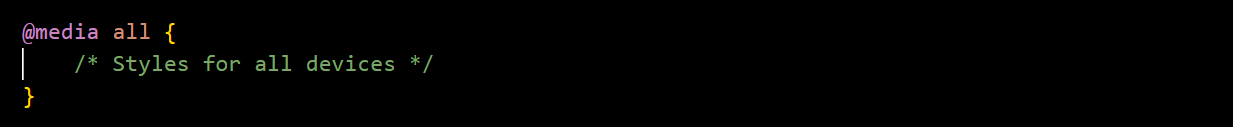 @media all {
    /* Styles for all devices */
}